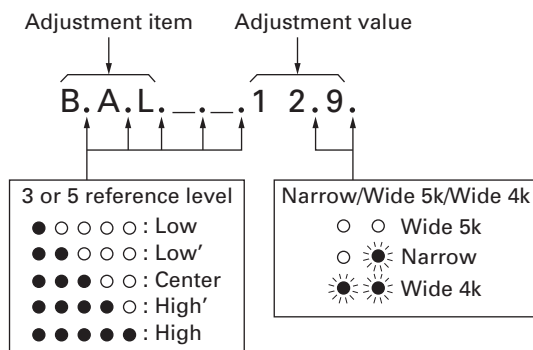 Adjustment item Adjustment value
B.A.L._._.1 2.9.
3 or 5 reference level
● ○ ○ ○ ○ : Low
● ● ○ ○ ○ : Low’
● ● ● ○ ○ : Center
● ● ● ● ○ : High’
● ● ● ● ● : High
Narrow/Wide 5k/Wide 4k
○ ○ Wide 5k
○ ● Narrow
● ● Wide 4k